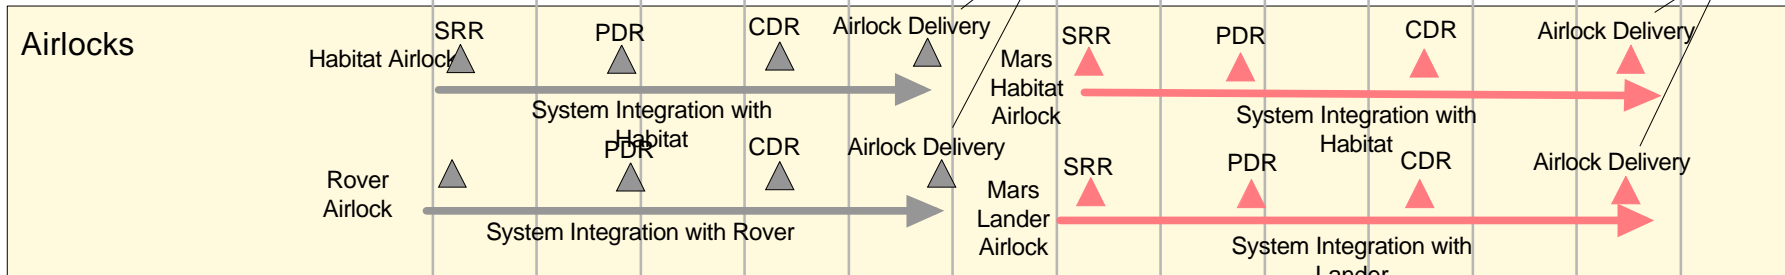 Airlocks
Habitat Airlock
SRR
PDR
CDR
Airlock Delivery
System Integration with
Habitat
Rover
Airlock
PDR
CDR
Airlock Delivery
System Integration with Rover
Mars
Habitat
Airlock
SRR
PDR
CDR
Airlock Delivery
System Integration with
Habitat
Mars
Lander
Airlock
SRR
PDR
CDR
Airlock Delivery
System Integration with
Lander